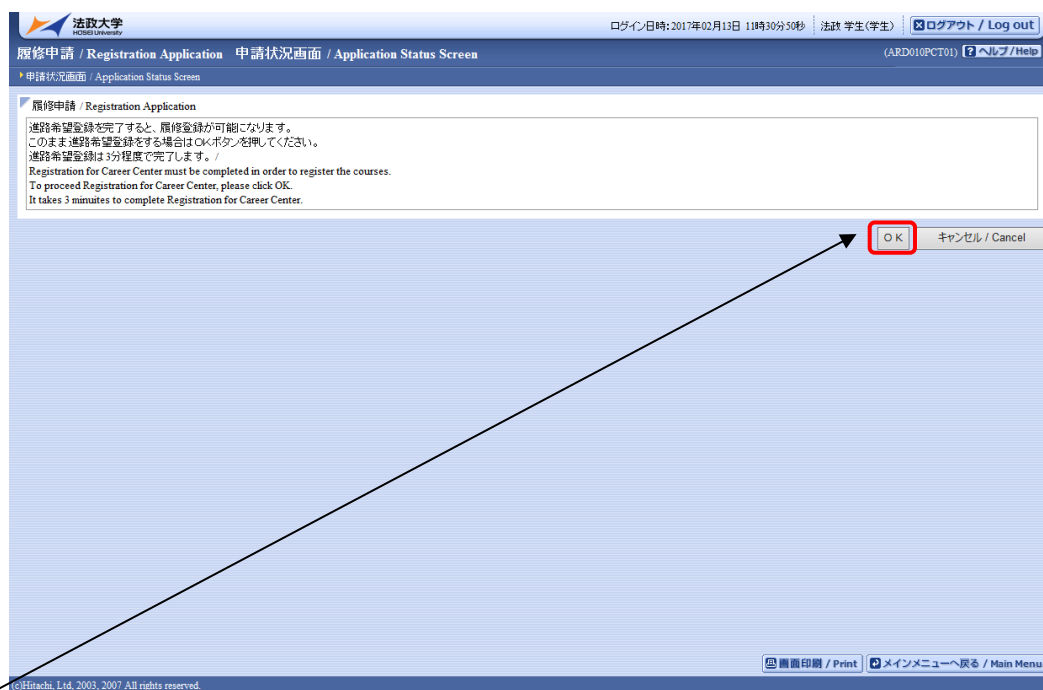 法政大学
HOSEI University
ログイン日時:2017年02月13日 11時30分50秒 法政 学生(学生) ログアウト / Log out
履修申請 / Registration Application 申請状況画面 / Application Status Screen (ARD010PCT01) ? ヘルプ/Help
申請状況画面 / Application Status Screen
履修申請 / Registration Application
進路希望登録を完了すると、履修登録が可能になります。
このまま進路希望登録をする場合はOKボタンを押してください。
進路希望登録は3分程度で完了します。/
Registration for Career Center must be completed in order to register the courses.
To proceed Registration for Career Center, please click OK.
It takes 3 minuites to complete Registration for Career Center.
OK キャンセル / Cancel
画面印刷 / Print メインメニューへ戻る / Main Menu
(c)Hitachi, Ltd. 2003, 2007 All rights reserved.